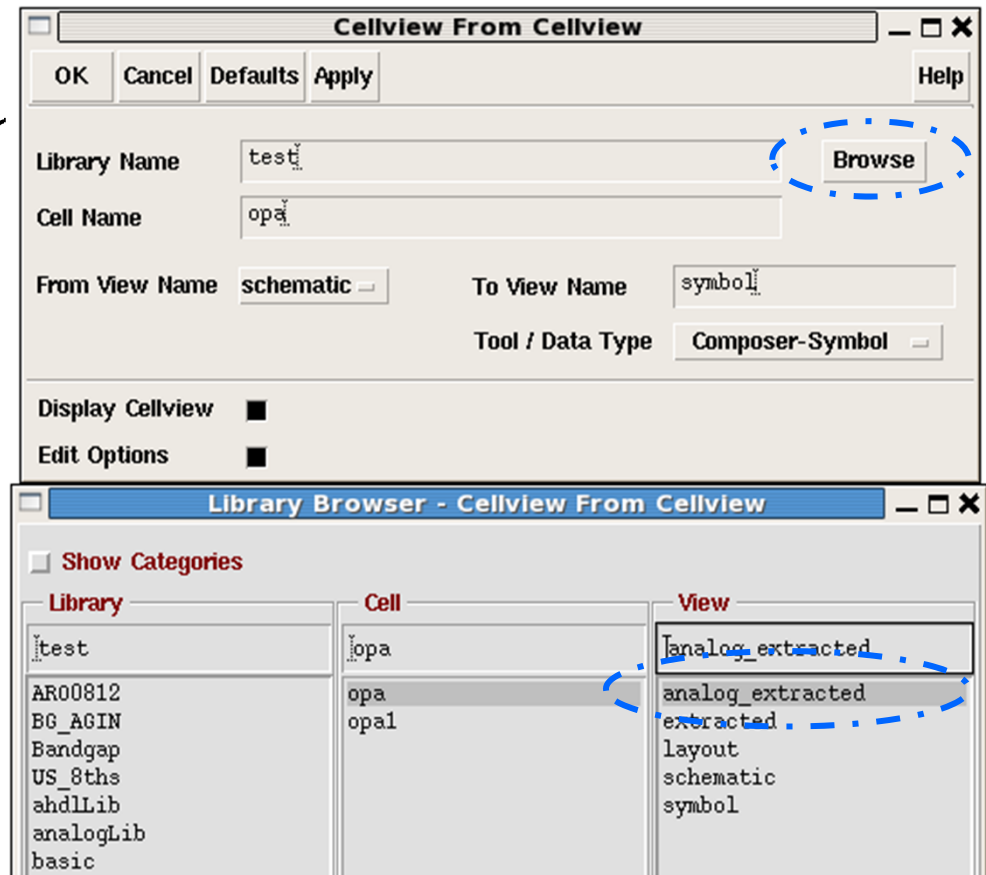 Cellview From Cellview
OK Cancel Defaults Apply Help
Library Name test Browse
Cell Name opa
From View Name schematic To View Name symbol
Tool / Data Type Composer-Symbol
Display Cellview
Edit Options
Library Browser - Cellview From Cellview
Show Categories
Library Cell View
test opa analog_extracted
AR00812 opa analog_extracted
BG_AGIN opa1 extracted
Bandgap layout
US_8ths schematic
ahdlLib symbol
analogLib
basic